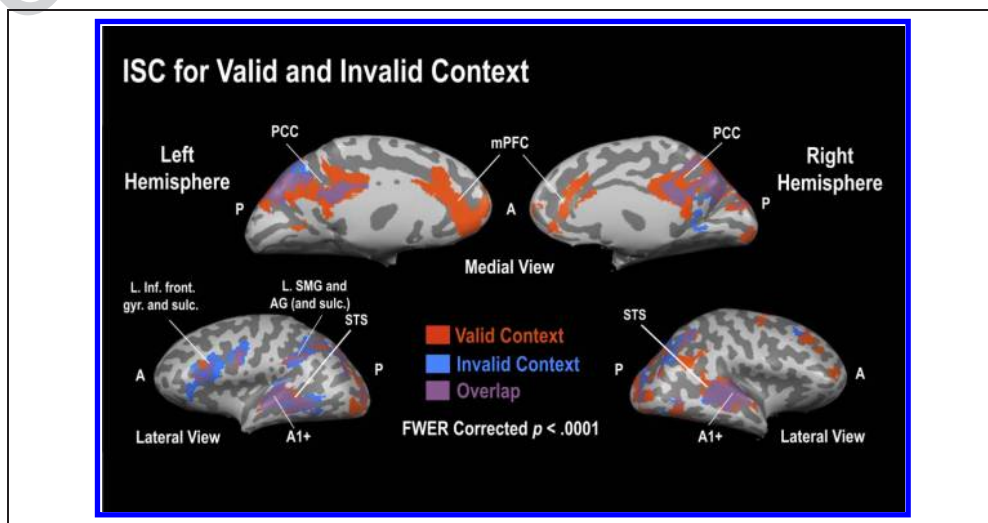 ISC for Valid and Invalid Context
PCC
Left
Hemisphere
mPFC
PCC
Right
Hemisphere
P
A
P
Medial View
L. Inf. front.
gyr. and sulc.
L. SMG and
AG (and sulc.)
STS
A
P
Lateral View
A1+
Valid Context
Invalid Context
Overlap
FWER Corrected p < .0001
STS
P
A
A1+
Lateral View